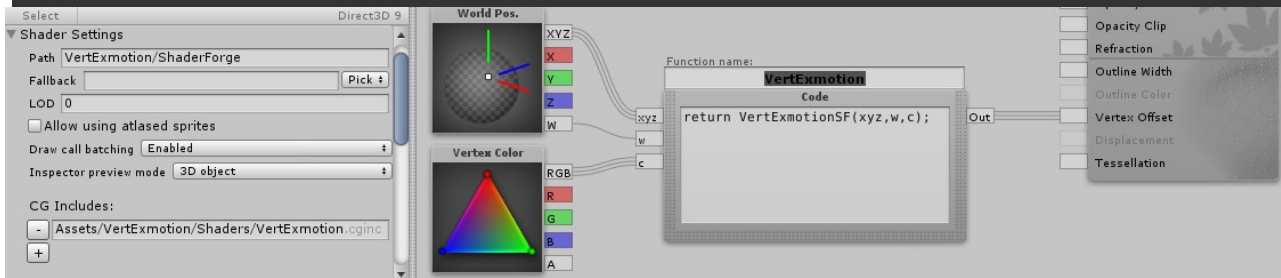 Select Direct3D 9
Shader Settings
Path VertExmotion/ShaderForge
Fallback Pick
LOD 0
Allow using atlased sprites
Draw call batching Enabled
Inspector preview mode 3D object
CG Includes:
- Assets/VertExmotion/Shaders/VertExmotion.cginc
+
World Pos.
XYZ
X
Y
Z
W
Vertex Color
RGB
R
G
B
A
Function name:
VertExmotion
Code
xyz
w
c
return VertExmotionSF(xyz,w,c);
Out
Opacity Clip
Refraction
Outline Width
Outline Color
Vertex Offset
Displacement
Tessellation